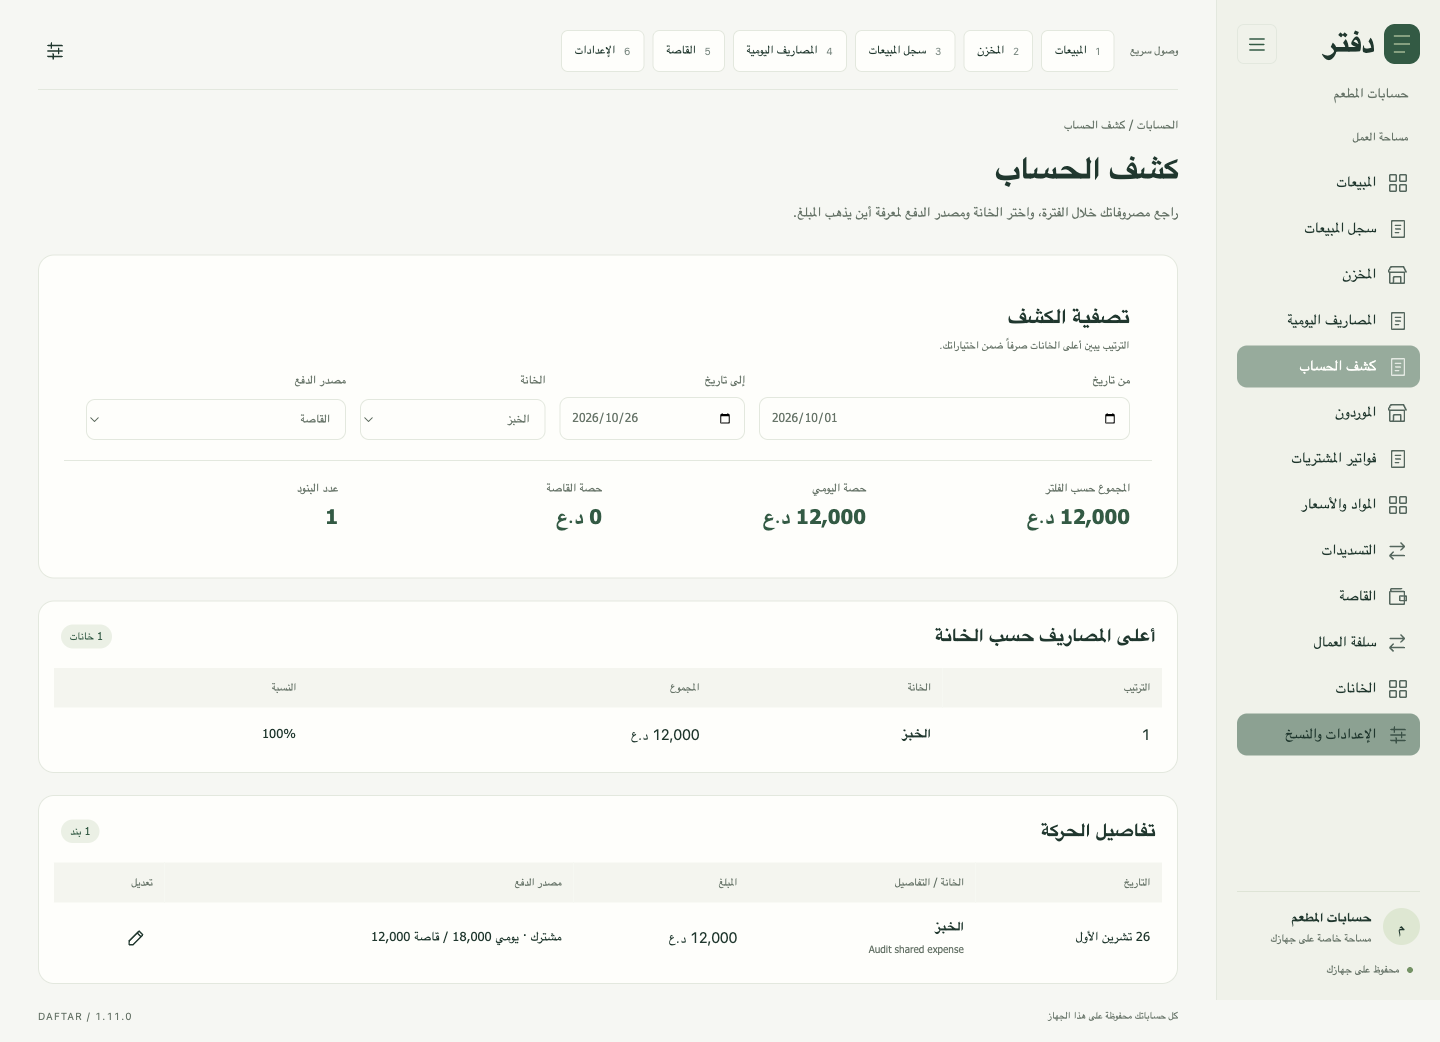 دفتر
حسابات المطعم
مساحة العمل
المبيعات
سجل المبيعات
المخزن
المصاريف اليومية
كشف الحساب
الموردون
فواتير المشتريات
المواد والأسعار
التسديدات
القاصة
سلفة العمال
الخانات
الإعدادات والنسخ
م
حسابات المطعم
مساحة خاصة على جهازك
محفوظ على جهازك
وصول سريع 1 المبيعات 2 المخزن 3 سجل المبيعات 4 المصاريف اليومية 5 القاصة 6 الإعدادات
الحسابات / كشف الحساب
كشف الحساب
راجع مصروفاتك خلال الفترة، واختر الخانة ومصدر الدفع لمعرفة أين يذهب المبلغ.
تصفية الكشف
الترتيب يبين أعلى الخانات صرفاً ضمن اختياراتك.
من تاريخ إلى تاريخ الخانة مصدر الدفع
2026/10/01 2026/10/26 الخبز القاصة
المجموع حسب الفلتر حصة اليومي حصة القاصة عدد البنود
12,000 د.ع 12,000 د.ع 0 د.ع 1
أعلى المصاريف حسب الخانة 1 خانات
الترتيب الخانة المجموع النسبة
1 الخبز 12,000 د.ع 100%
تفاصيل الحركة 1 بند
التاريخ الخانة / التفاصيل المبلغ مصدر الدفع تعديل
26 تشرين الأول الخبز 12,000 د.ع مشترك · يومي 18,000 / قاصة 12,000
Audit shared expense
كل حساباتك محفوظة على هذا الجهاز DAFTAR / 1.11.0